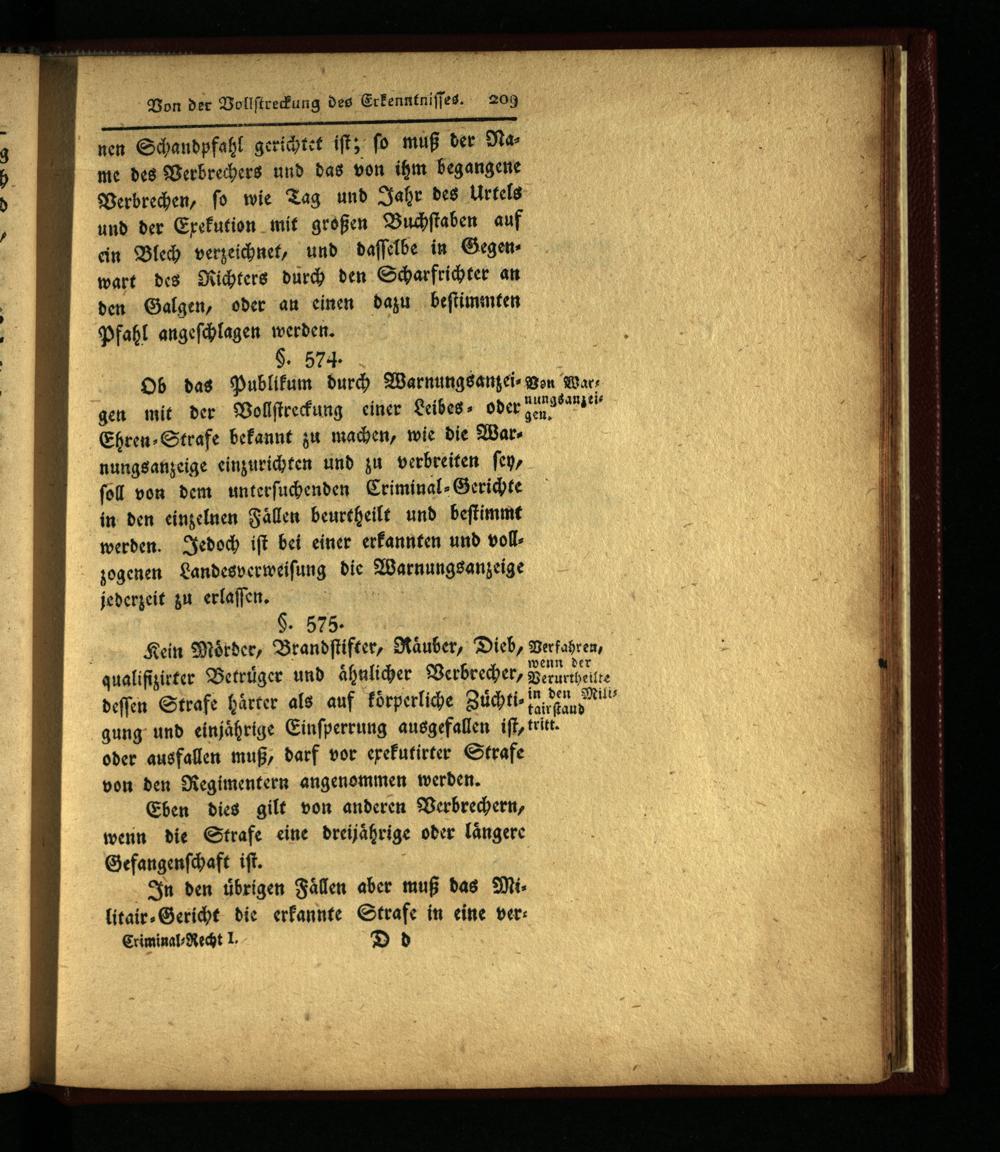 Von der Vollstreckung des Erkenntnisses. 209
nen Schandpfahl gerichtet ist; so muß der Na-
me des Verbrechers und das von ihm begangene
Verbrechen, so wie Tag und Jahr des Urtels
und der Exekution mit großen Buchstaben auf
ein Blech verzeichnet, und dasselbe in Gegen-
wart des Richters durch den Scharfrichter an
den Galgen, oder an einen dazu bestimmten
Pfahl angeschlagen werden.
§. 574.
Ob das Publikum durch Warnungsanzei-
gen mit der Vollstreckung einer Leibes- oder
Ehren-Strafe bekannt zu machen, wie die War-
nungsanzeige einzurichten und zu verbreiten sey,
soll von dem untersuchenden Criminal-Gerichte
in den einzelnen Fällen beurtheilt und bestimmt
werden. Jedoch ist bei einer erkannten und voll-
zogenen Landesverweisung die Warnungsanzeige
jederzeit zu erlassen.
Von War-
nungsanzei-
gen.
§. 575.
Kein Mörder, Brandstifter, Räuber, Dieb,
qualifizirter Betrüger und ähnlicher Verbrecher,
dessen Strafe härter als auf körperliche Züchti-
gung und einjährige Einsperrung ausgefallen ist,
oder ausfallen muß, darf vor exekutirter Strafe
von den Regimentern angenommen werden.
Verfahren,
wenn der
Verurtheilte
in den Mili-
tairstand
tritt.
Eben dies gilt von anderen Verbrechern,
wenn die Strafe eine dreijährige oder längere
Gefangenschaft ist.
In den übrigen Fällen aber muß das Mi-
litair-Gericht die erkannte Strafe in eine ver-
Criminal-Recht I. D d